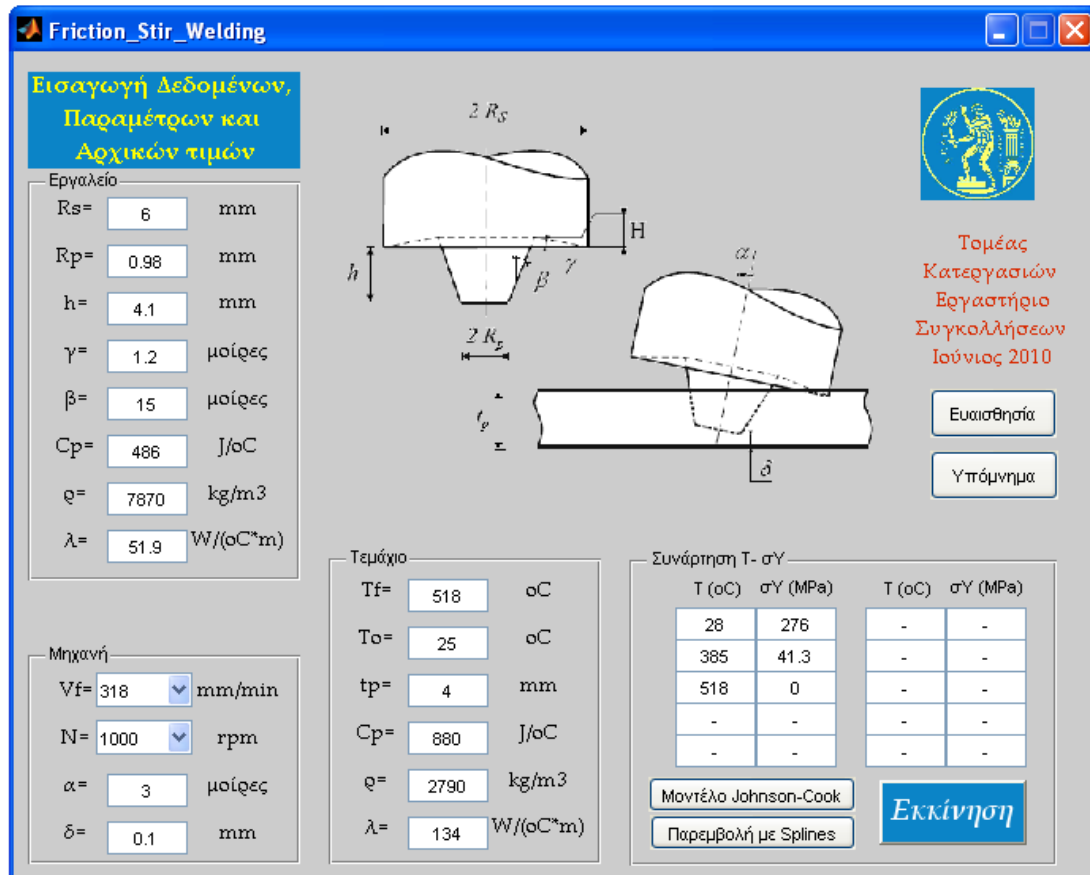 Friction_Stir_Welding
Εισαγωγή Δεδομένων,
Παραμέτρων και
Αρχικών τιμών
Εργαλείο
Rs= 6 mm
Rp= 0.98 mm
h= 4.1 mm
γ= 1.2 μοίρες
β= 15 μοίρες
Cp= 486 J/oC
ϱ= 7870 kg/m3
λ= 51.9 W/(oC*m)
Μηχανή
Vf= 318 mm/min
N= 1000 rpm
α= 3 μοίρες
δ= 0.1 mm
2 R_S
h
H
β
γ
2 R_p
α_t
t_p
δ
Τομέας
Κατεργασιών
Εργαστήριο
Συγκολλήσεων
Ιούνιος 2010
Ευαισθησία
Υπόμνημα
Τεμάχιο
Tf= 518 oC
To= 25 oC
tp= 4 mm
Cp= 880 J/oC
ϱ= 2790 kg/m3
λ= 134 W/(oC*m)
Συνάρτηση T- σY
T (oC) σY (MPa) T (oC) σY (MPa)
28 276 - -
385 41.3 - -
518 0 - -
- - - -
- - - -
Μοντέλο Johnson-Cook
Παρεμβολή με Splines
Εκκίνηση